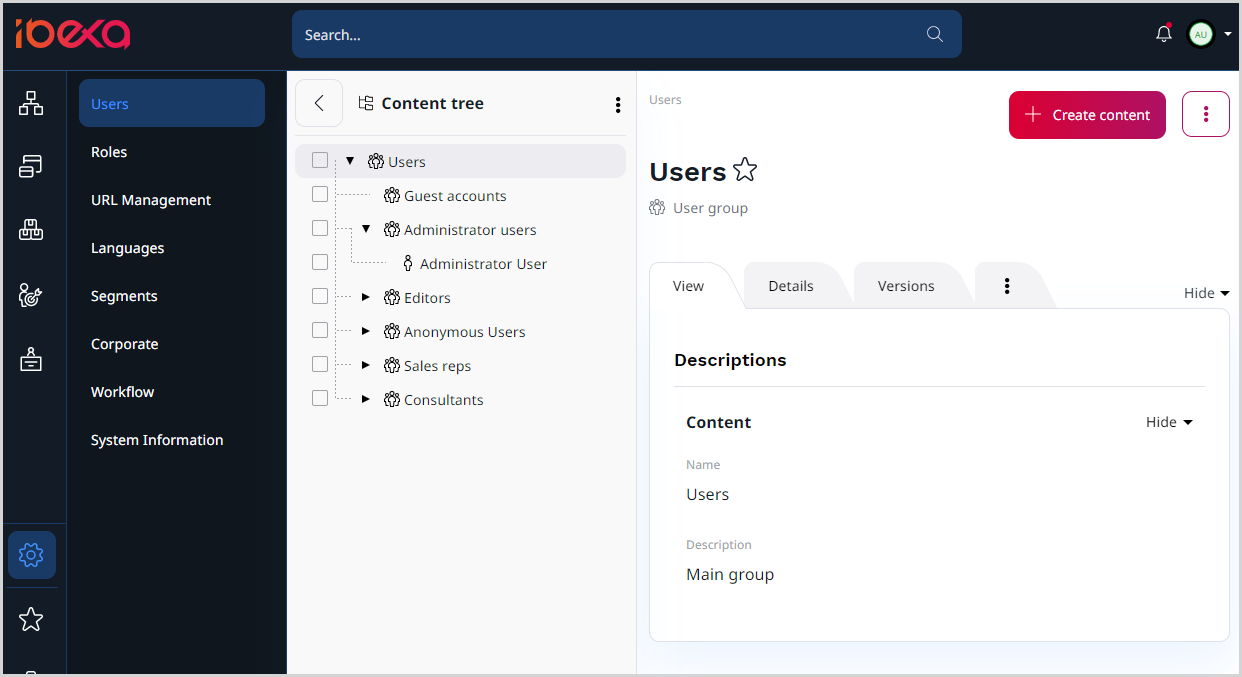 ibexa
Search...
AU
Users
Roles
URL Management
Languages
Segments
Corporate
Workflow
System Information
Content tree
Users
Guest accounts
Administrator users
Administrator User
Editors
Anonymous Users
Sales reps
Consultants
Users
Create content
Users
User group
View
Details
Versions
Hide
Descriptions
Content
Hide
Name
Users
Description
Main group